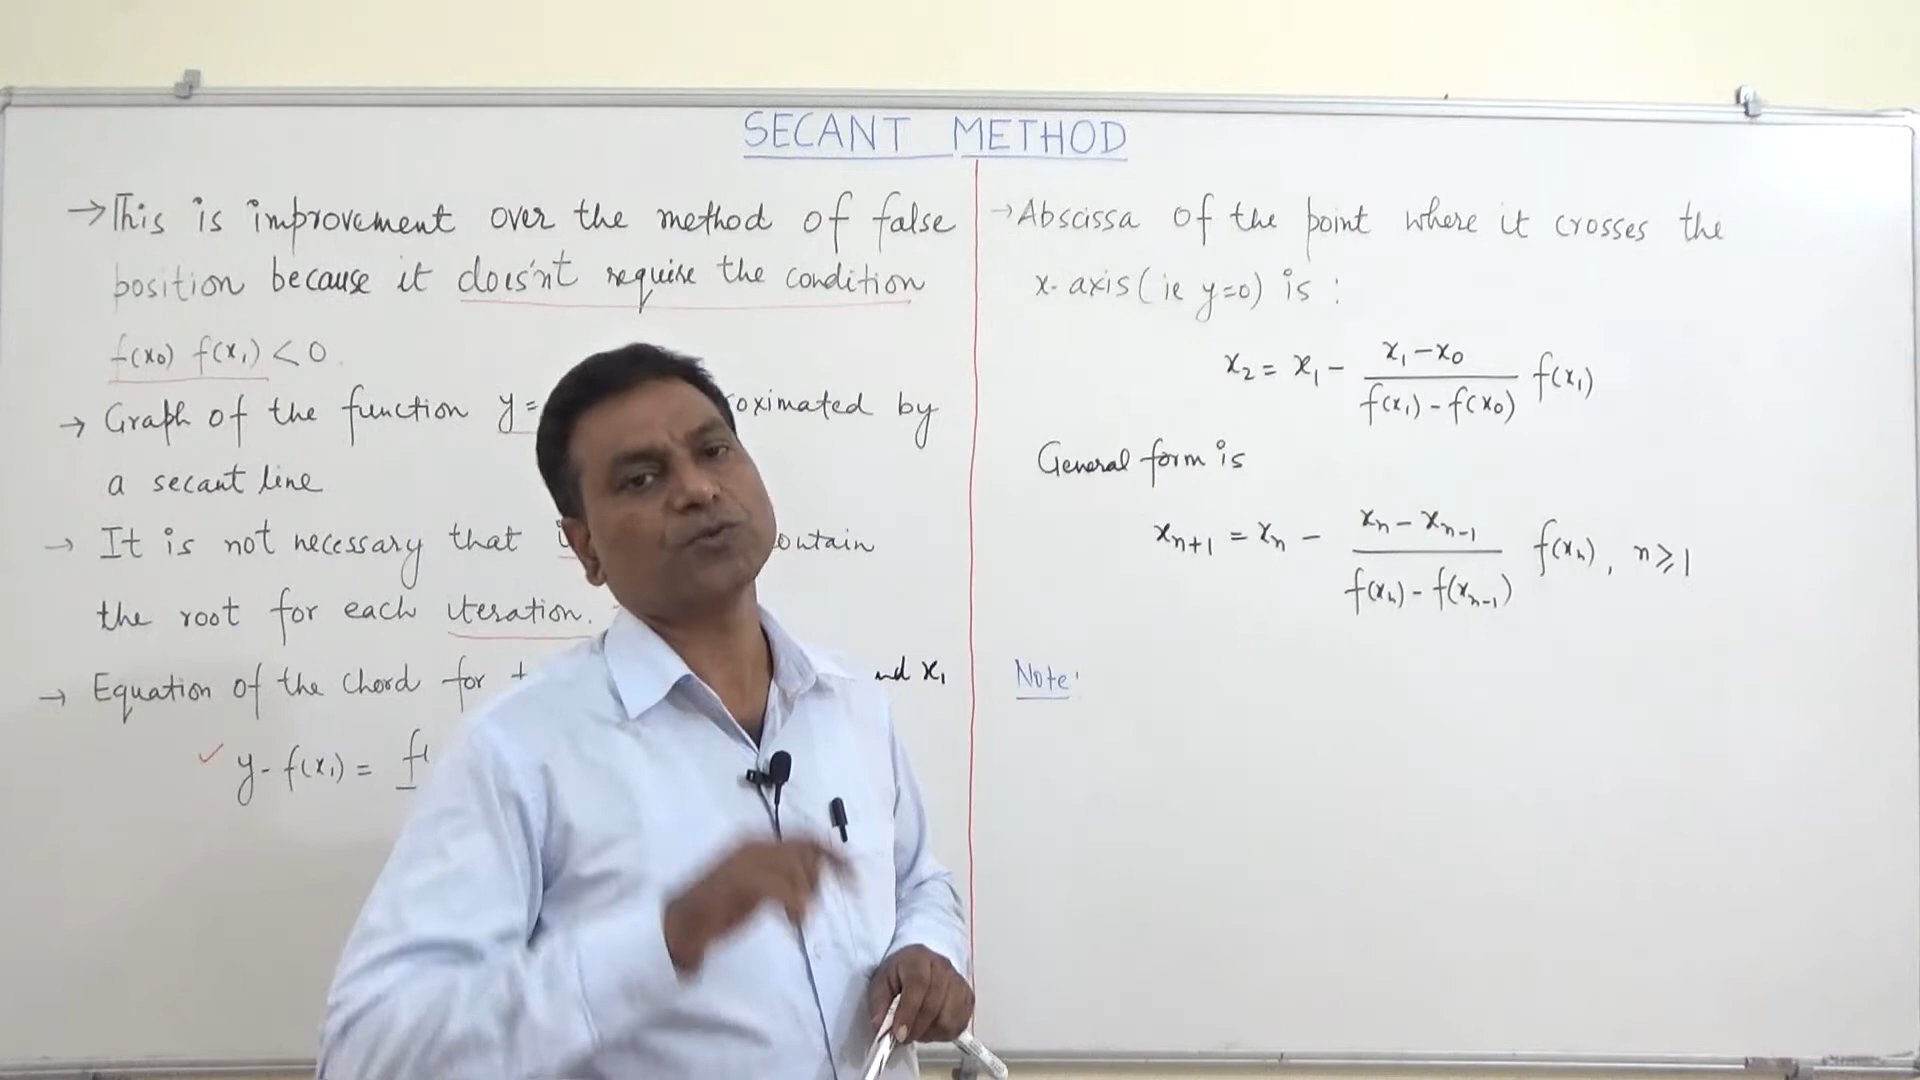 SECANT METHOD
→ This is improvement over the method of false
position because it does'nt require the condition
f(x₀) f(x₁) < 0.
→ Graph of the function y= oximated by
a secant line
→ It is not necessary that ontain
the root for each iteration.
→ Equation of the chord for nd x₁
✓ y - f(x₁) =
→ Abscissa of the point where it crosses the
x-axis (ie y=0) is :
x₂ = x₁ - (x₁ - x₀) / (f(x₁) - f(x₀)) f(x₁)
General form is
xₙ₊₁ = xₙ - (xₙ - xₙ₋₁) / (f(xₙ) - f(xₙ₋₁)) f(xₙ), n ≥ 1
Note: